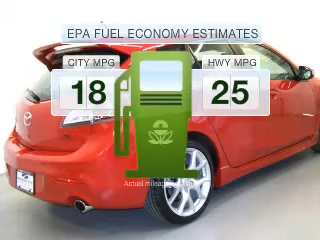 EPA FUEL ECONOMY ESTIMATES
CITY MPG
HWY MPG
18
25
Actual mileage